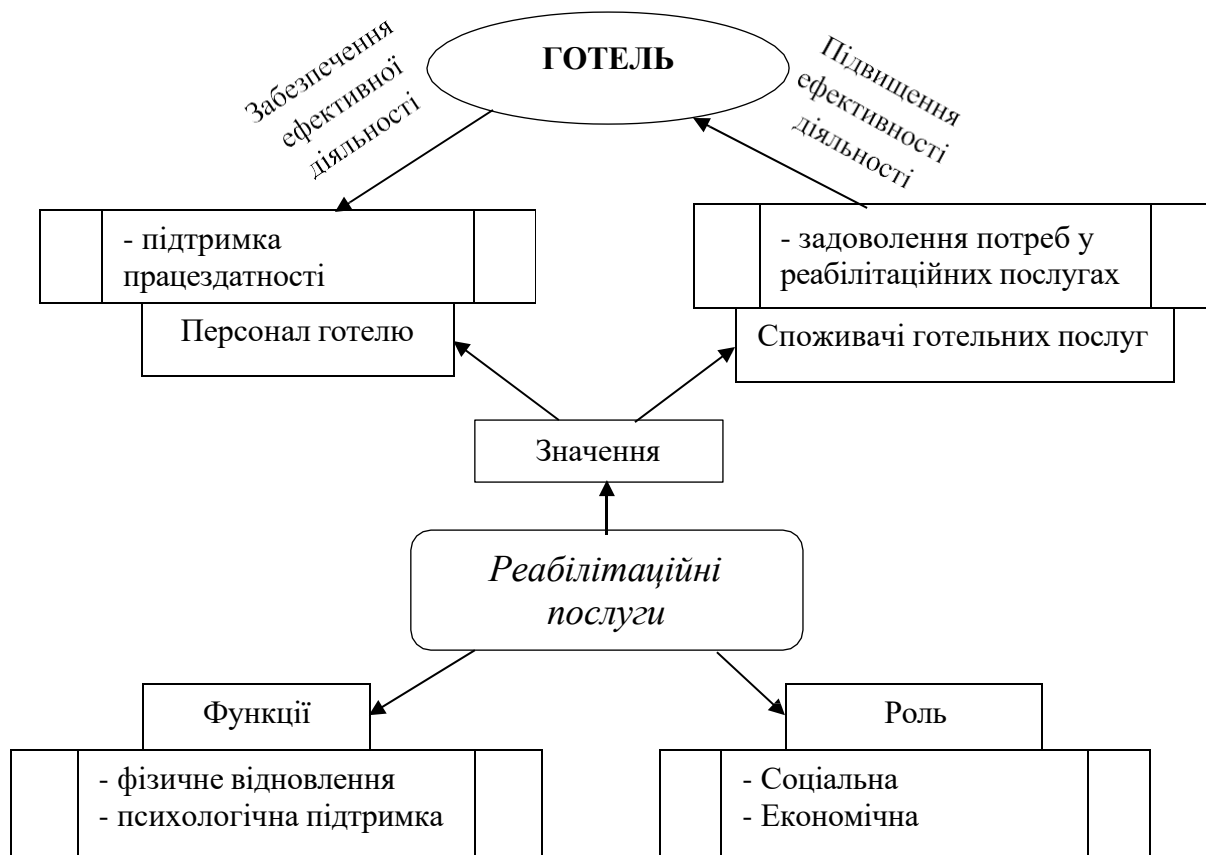 ГОТЕЛЬ
Забезпечення
ефективної
діяльності
Підвищення
ефективності
діяльності
- підтримка
працездатності
Персонал готелю
- задоволення потреб у
реабілітаційних послугах
Споживачі готельних послуг
Значення
Реабілітаційні
послуги
Функції
- фізичне відновлення
- психологічна підтримка
Роль
- Соціальна
- Економічна